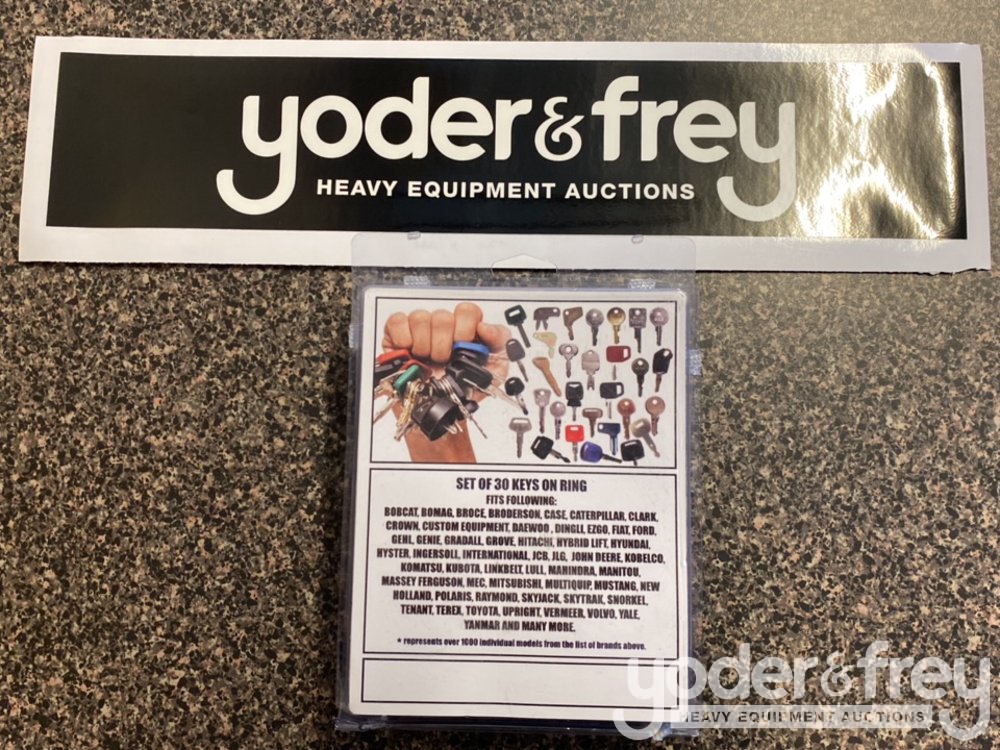 yoder&frey
HEAVY EQUIPMENT AUCTIONS
SET OF 30 KEYS ON RING
FITS FOLLOWING:
BOBCAT, BOMAG, BROCE, BRODERSON, CASE, CATERPILLAR, CLARK,
CROWN, CUSTOM EQUIPMENT, DAEWOO, DINGLI, EZGO, FIAT, FORD,
GEHL, GENIE, GRADALL, GROVE, HITACHI, HYBRID LIFT, HYUNDAI,
HYSTER, INGERSOLL, INTERNATIONAL, JCB, JLG, JOHN DEERE, KOBELCO,
KOMATSU, KUBOTA, LINKBELT, LULL, MAHINDRA, MANITOU,
MASSEY FERGUSON, MEC, MITSUBISHI, MULTIQUIP, MUSTANG, NEW
HOLLAND, POLARIS, RAYMOND, SKYJACK, SKYTRAK, SNORKEL,
TENANT, TEREX, TOYOTA, UPRIGHT, VERMEER, VOLVO, YALE,
YANMAR AND MANY MORE.
* represents over 1000 individual models from the list of brands above.
yoder&frey
HEAVY EQUIPMENT AUCTIONS